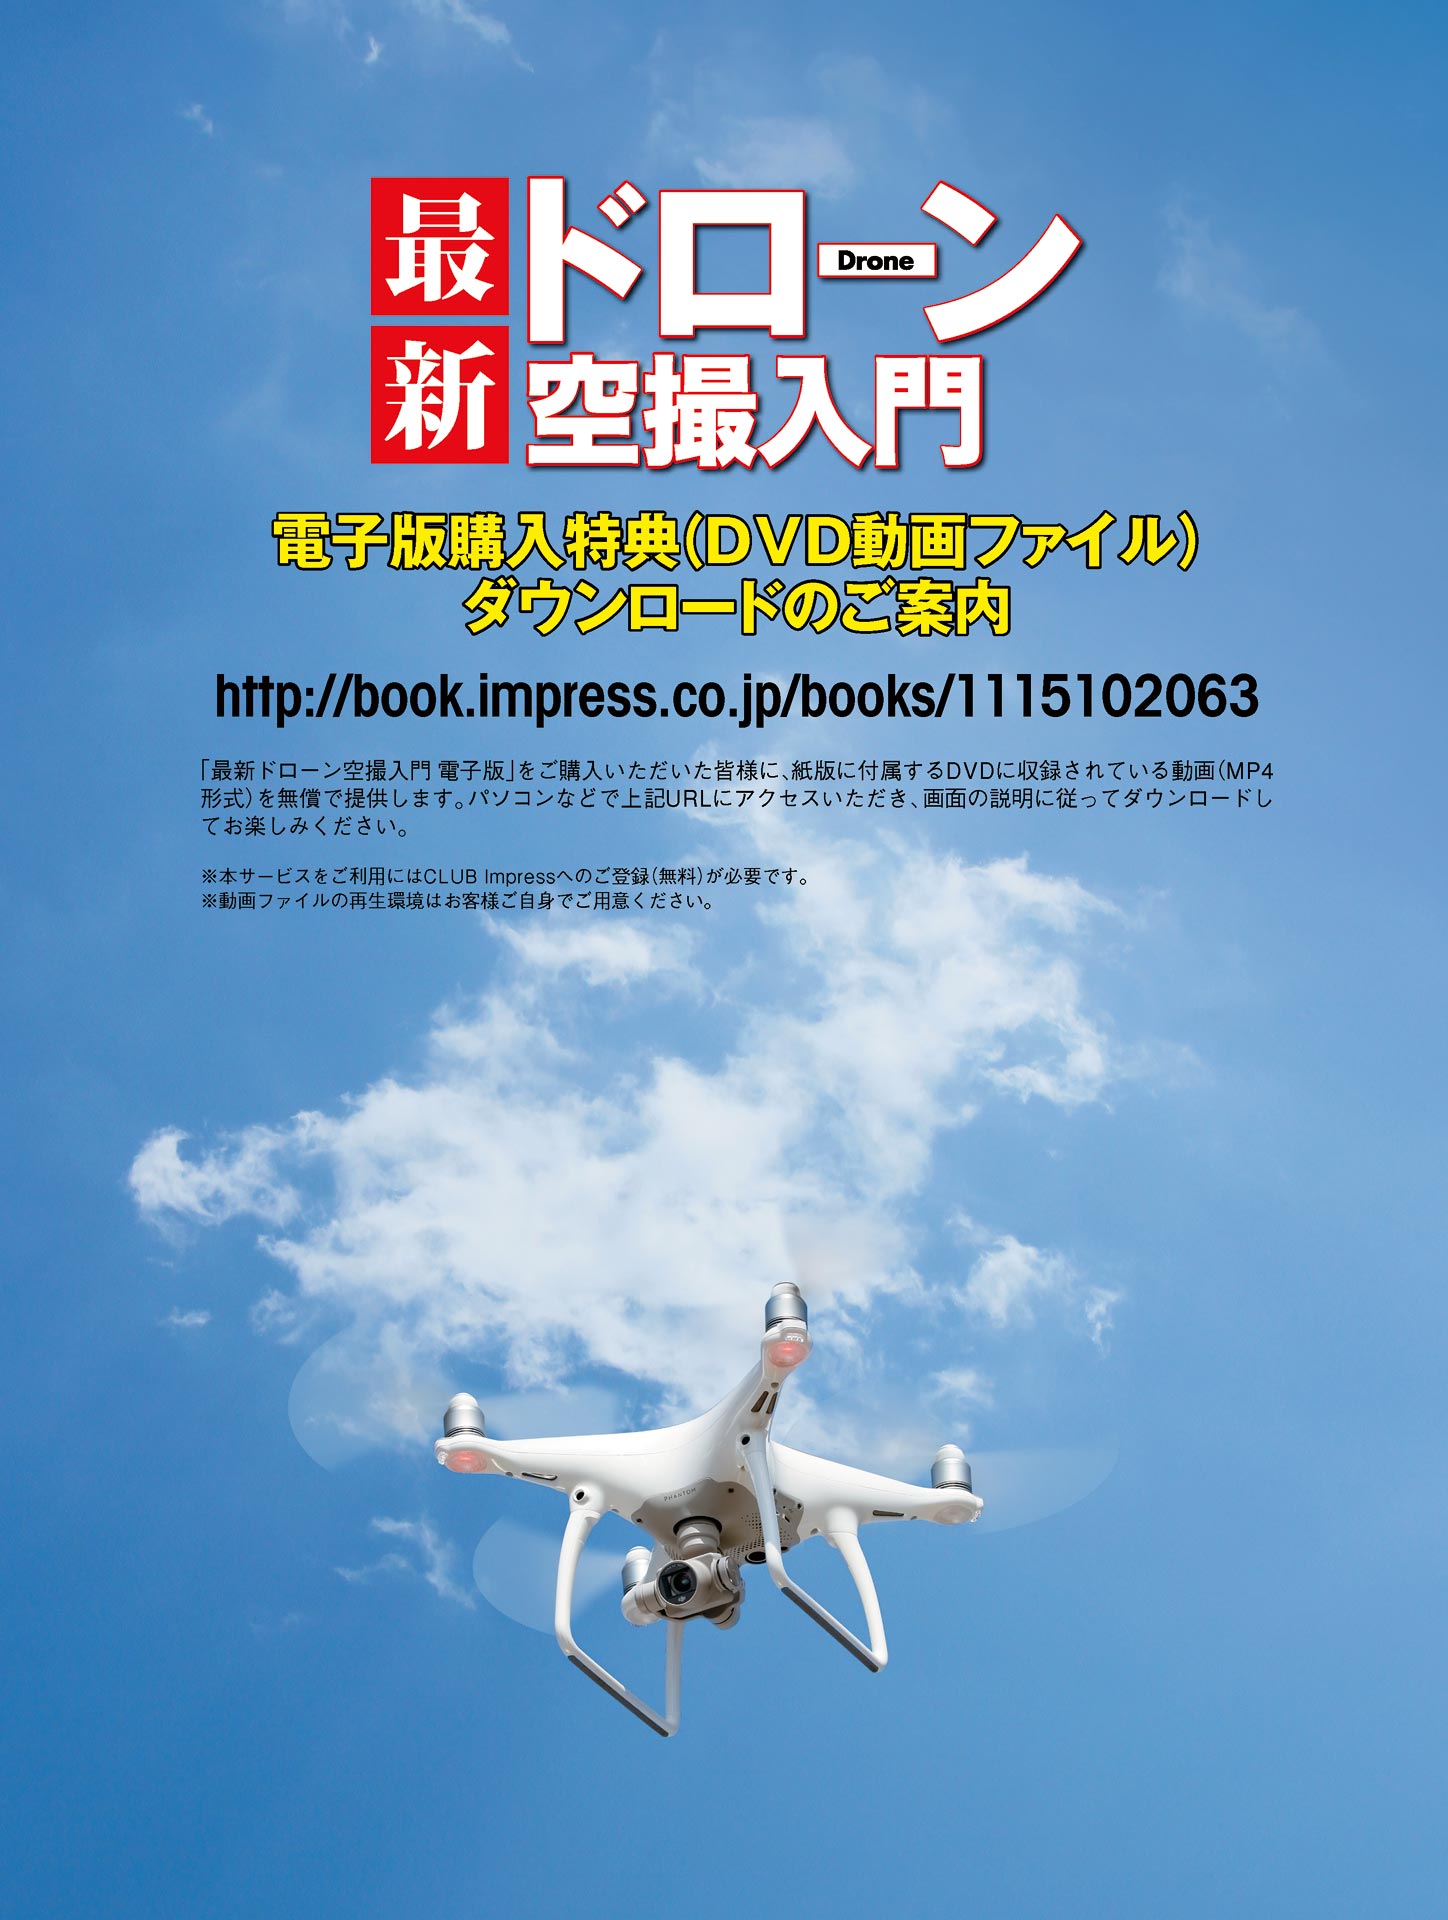 最新
ドローン
Drone
空撮入門
電子版購入特典(DVD動画ファイル)
ダウンロードのご案内
http://book.impress.co.jp/books/1115102063
「最新ドローン空撮入門 電子版」をご購入いただいた皆様に、紙版に付属するDVDに収録されている動画(MP4
形式)を無償で提供します。パソコンなどで上記URLにアクセスいただき、画面の説明に従ってダウンロードし
てお楽しみください。
※本サービスをご利用にはCLUB Impressへのご登録(無料)が必要です。
※動画ファイルの再生環境はお客様ご自身でご用意ください。
PHANTOM